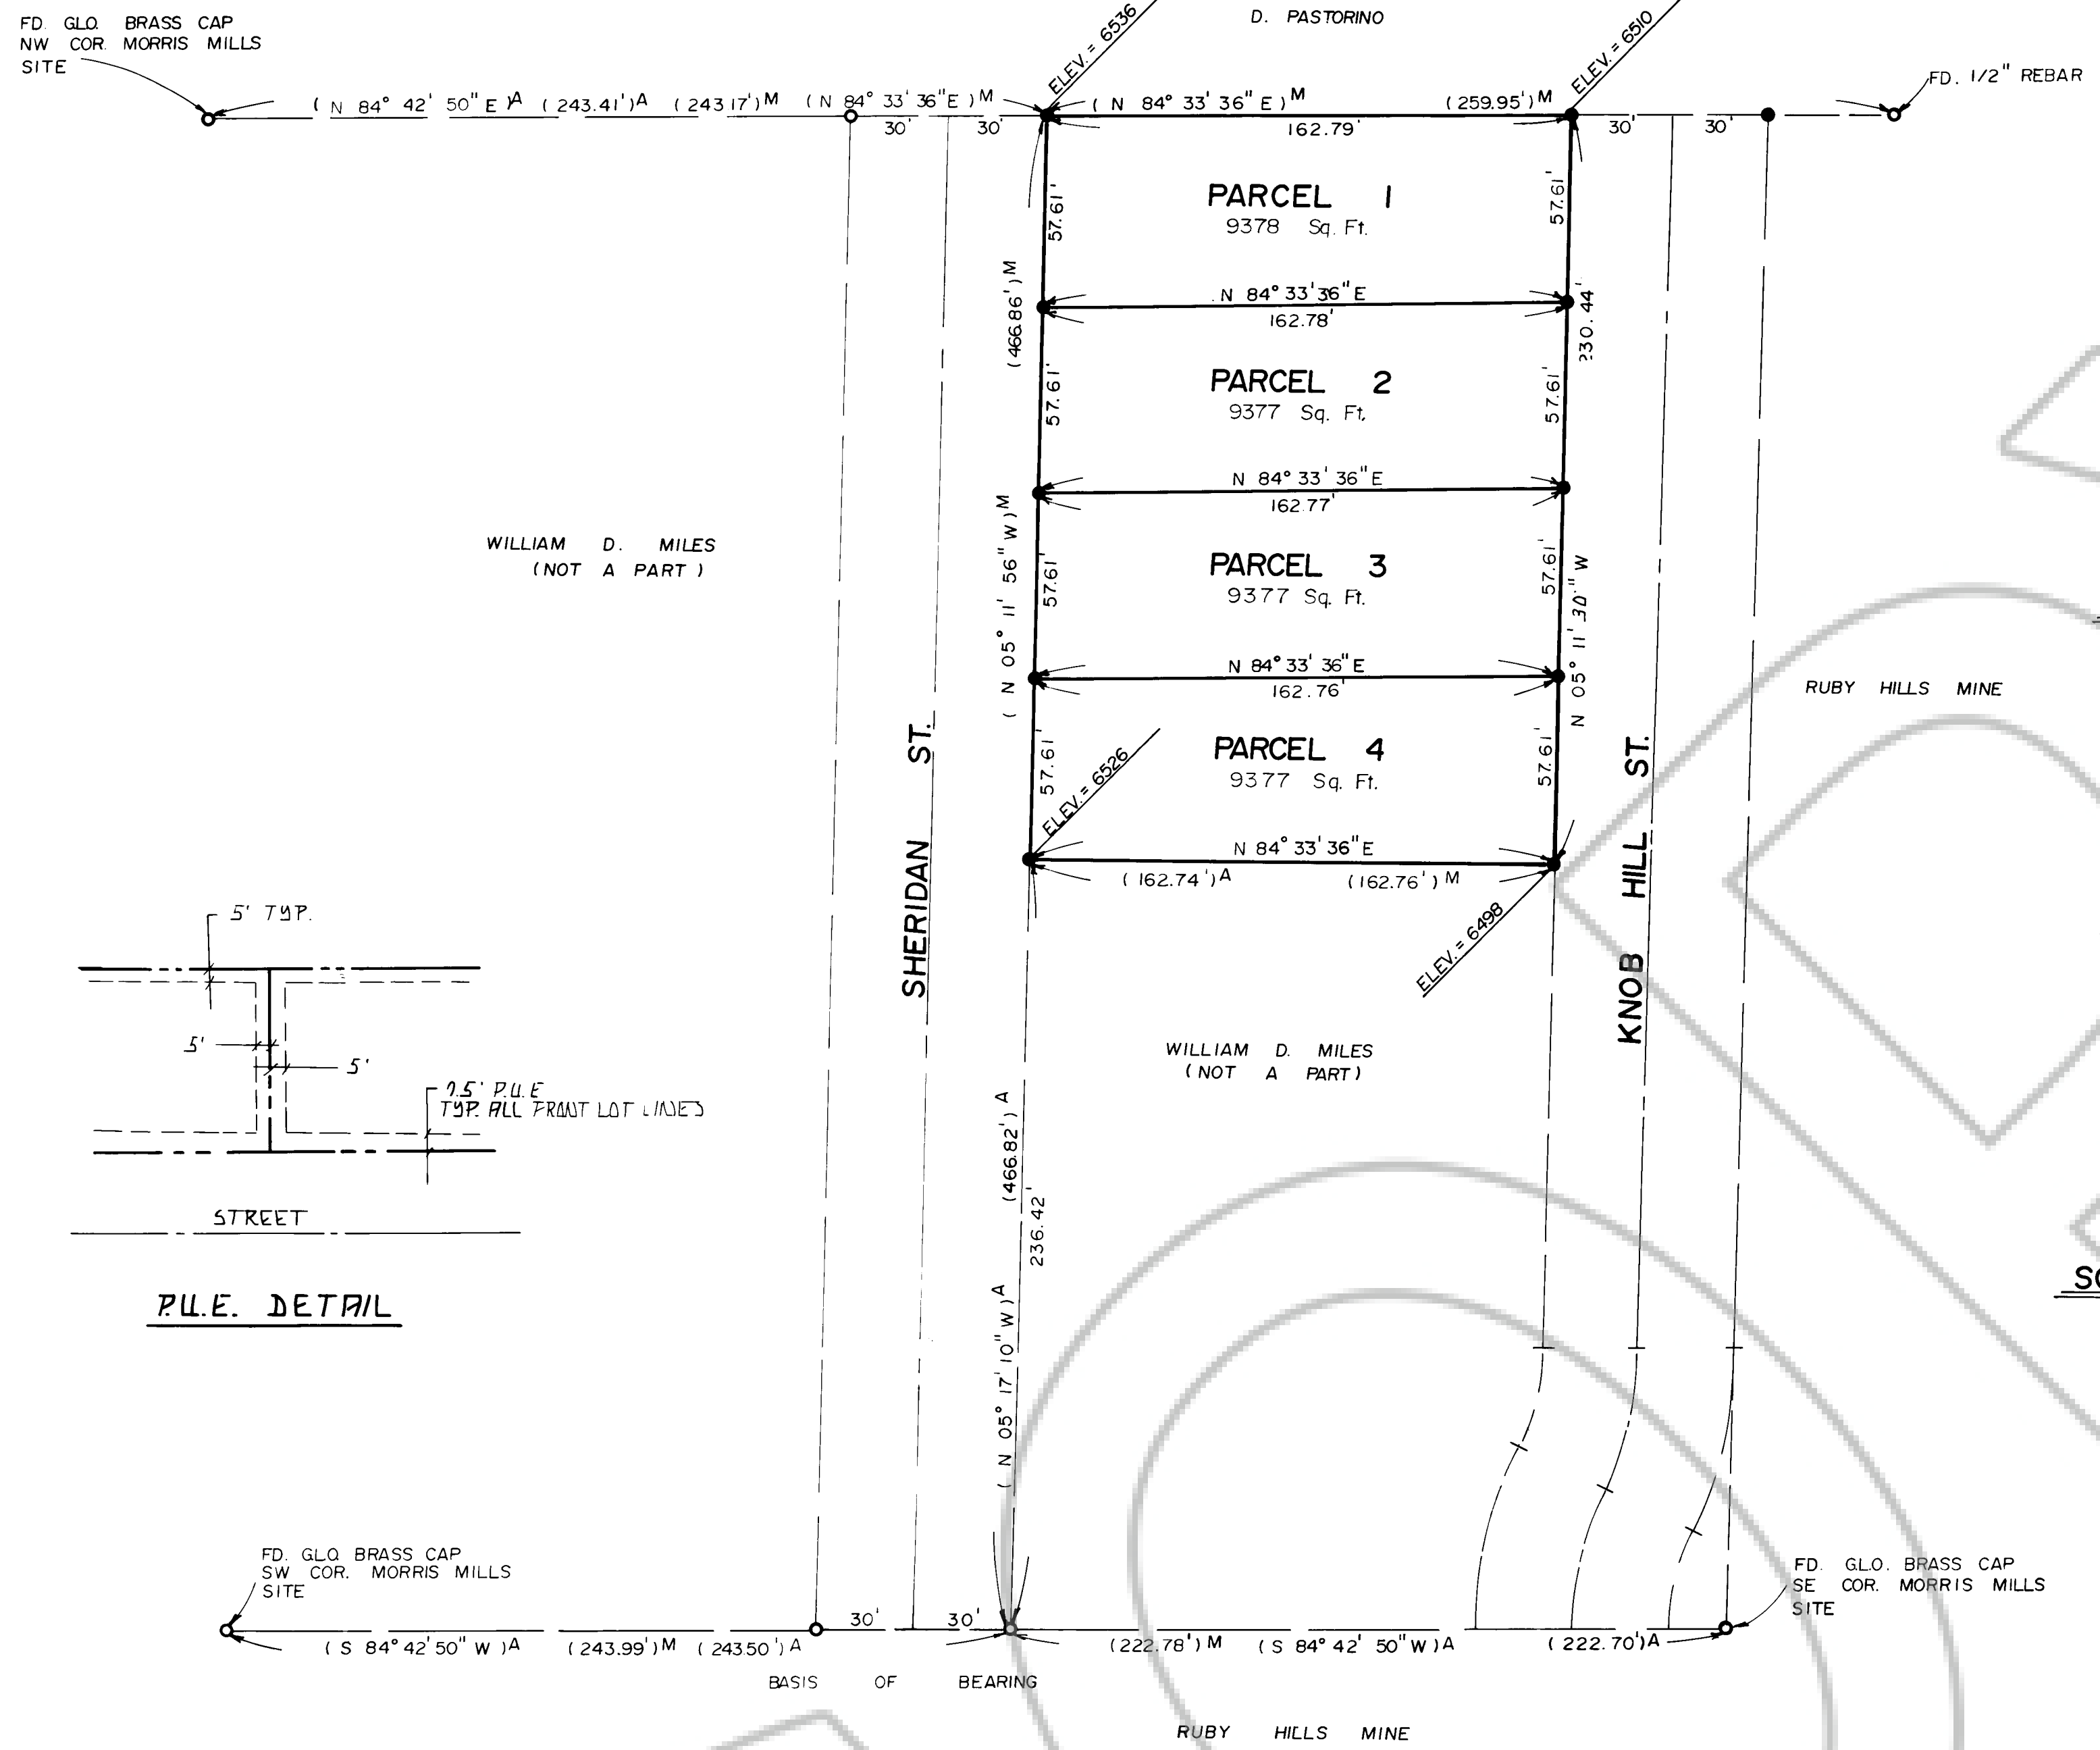 FD. G.L.O. BRASS CAP
NW COR. MORRIS MILLS
SITE
D. PASTORINO
ELEV. = 6536
ELEV. = 6510
FD. 1/2" REBAR
( N 84° 42' 50" E )A (243.41')A (243.17')M ( N 84° 33' 36" E )M
( N 84° 33' 36" E )M (259.95')M
30' 30'
162.79'
30' 30'
PARCEL 1
9378 Sq. Ft.
57.61'
57.61'
(466.86')M
N 84° 33' 36" E
162.78'
230.44'
PARCEL 2
9377 Sq. Ft.
57.61'
57.61'
N 84° 33' 36" E
162.77'
WILLIAM D. MILES
(NOT A PART)
( N 05° 11' 56" W )M
PARCEL 3
9377 Sq. Ft.
57.61'
57.61'
N 05° 11' W
N 84° 33' 36" E
162.76'
RUBY HILLS MINE
PARCEL 4
9377 Sq. Ft.
57.61'
57.61'
ELEV. = 6526
N 84° 33' 36" E
(162.74')A (162.76')M
ELEV. = 6498
SHERIDAN ST.
KNOB HILL ST.
5' TYP.
5'
5'
7.5' P.U.E
TYP. ALL FRONT LOT LINES
STREET
P.U.E. DETAIL
WILLIAM D. MILES
(NOT A PART)
(466.82')A
236.42'
( N 05° 17' 10" W )A
FD. GLO BRASS CAP
SW COR. MORRIS MILLS
SITE
FD. G.L.O. BRASS CAP
SE COR. MORRIS MILLS
SITE
30' 30'
( S 84° 42' 50" W )A (243.99')M (243.50')A
(222.78')M ( S 84° 42' 50" W )A (222.70')A
BASIS OF BEARING
RUBY HILLS MINE